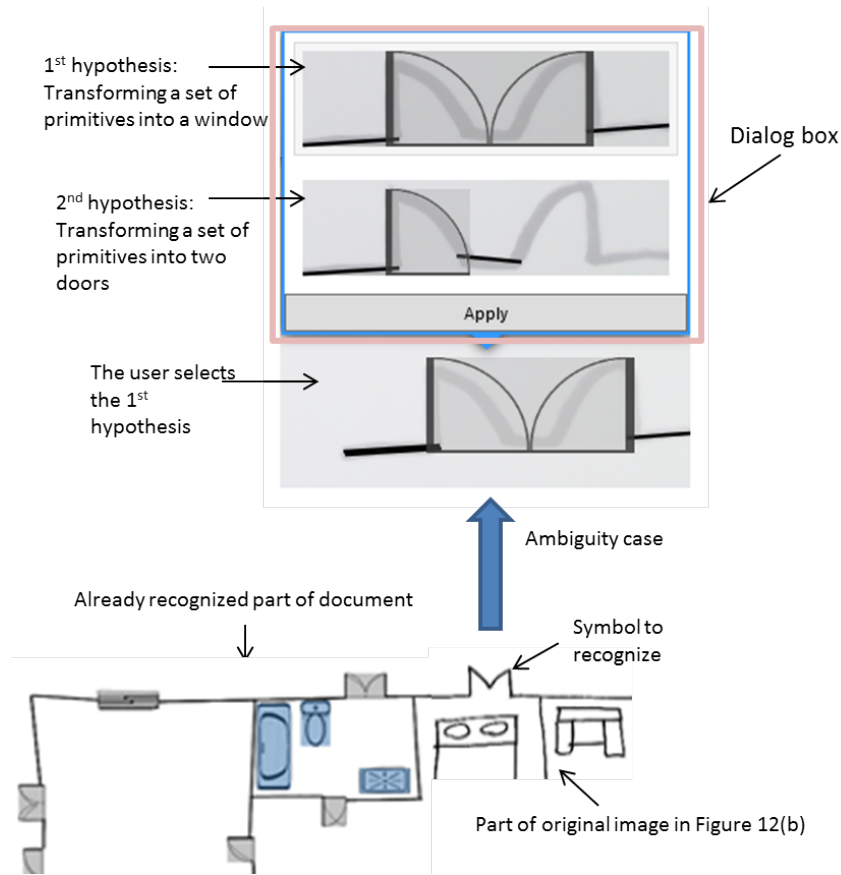 1st hypothesis:
Transforming a set of
primitives into a window
Dialog box
2nd hypothesis:
Transforming a set of
primitives into two
doors
Apply
The user selects
the 1st
hypothesis
Ambiguity case
Already recognized part of document
Symbol to
recognize
Part of original image in Figure 12(b)